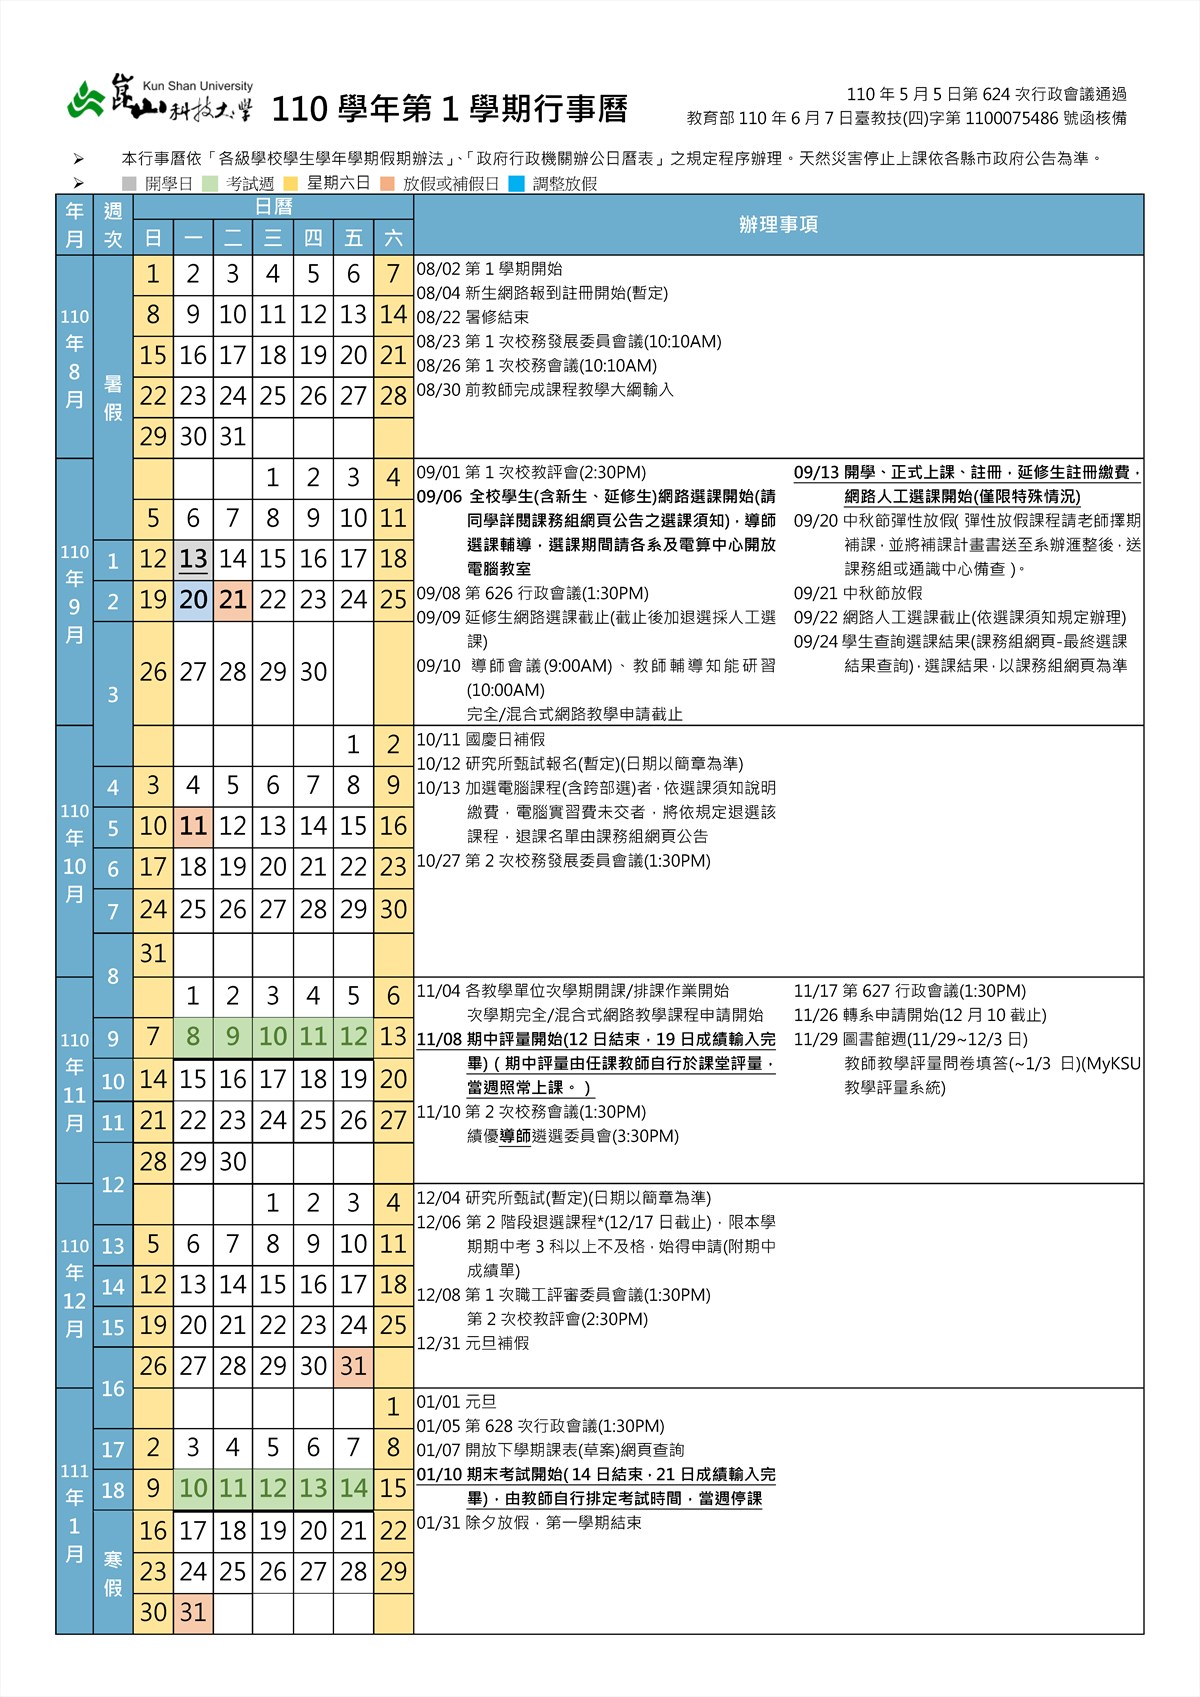 Kun Shan University
崑山科技大學
110 學年第 1 學期行事曆
110 年 5 月 5 日第 624 次行政會議通過
教育部 110 年 6 月 7 日臺教技(四)字第 1100075486 號函核備
➢ 本行事曆依「各級學校學生學年學期假期辦法」、「政府行政機關辦公日曆表」之規定程序辦理。天然災害停止上課依各縣市政府公告為準。
➢ 開學日 考試週 星期六日 放假或補假日 調整放假
年月 週次 日曆 辦理事項
日 一 二 三 四 五 六
110年8月
暑假
1 2 3 4 5 6 7
8 9 10 11 12 13 14
15 16 17 18 19 20 21
22 23 24 25 26 27 28
29 30 31
08/02 第 1 學期開始
08/04 新生網路報到註冊開始(暫定)
08/22 暑修結束
08/23 第 1 次校務發展委員會議(10:10AM)
08/26 第 1 次校務會議(10:10AM)
08/30 前教師完成課程教學大綱輸入
110年9月
1 2 3 4
5 6 7 8 9 10 11
1 12 13 14 15 16 17 18
2 19 20 21 22 23 24 25
3 26 27 28 29 30
09/01 第 1 次校教評會(2:30PM)
09/06 全校學生(含新生、延修生)網路選課開始(請
同學詳閱課務組網頁公告之選課須知)，導師
選課輔導，選課期間請各系及電算中心開放
電腦教室
09/08 第 626 行政會議(1:30PM)
09/09 延修生網路選課截止(截止後加退選採人工選
課)
09/10 導師會議(9:00AM)、教師輔導知能研習
(10:00AM)
完全/混合式網路教學申請截止
09/13 開學、正式上課、註冊，延修生註冊繳費，
網路人工選課開始(僅限特殊情況)
09/20 中秋節彈性放假( 彈性放假課程請老師擇期
補課，並將補課計畫書送至系辦滙整後，送
課務組或通識中心備查 )。
09/21 中秋節放假
09/22 網路人工選課截止(依選課須知規定辦理)
09/24 學生查詢選課結果(課務組網頁-最終選課
結果查詢)，選課結果，以課務組網頁為準
110年10月
1 2
4 3 4 5 6 7 8 9
5 10 11 12 13 14 15 16
6 17 18 19 20 21 22 23
7 24 25 26 27 28 29 30
8 31
10/11 國慶日補假
10/12 研究所甄試報名(暫定)(日期以簡章為準)
10/13 加選電腦課程(含跨部選)者，依選課須知說明
繳費，電腦實習費未交者，將依規定退選該
課程，退課名單由課務組網頁公告
10/27 第 2 次校務發展委員會議(1:30PM)
110年11月
1 2 3 4 5 6
9 7 8 9 10 11 12 13
10 14 15 16 17 18 19 20
11 21 22 23 24 25 26 27
12 28 29 30
11/04 各教學單位次學期開課/排課作業開始
次學期完全/混合式網路教學課程申請開始
11/08 期中評量開始(12 日結束，19 日成績輸入完
畢)（期中評量由任課教師自行於課堂評量，
當週照常上課。）
11/10 第 2 次校務會議(1:30PM)
績優導師遴選委員會(3:30PM)
11/17 第 627 行政會議(1:30PM)
11/26 轉系申請開始(12 月 10 截止)
11/29 圖書館週(11/29~12/3 日)
教師教學評量問卷填答(~1/3 日)(MyKSU
教學評量系統)
110年12月
1 2 3 4
13 5 6 7 8 9 10 11
14 12 13 14 15 16 17 18
15 19 20 21 22 23 24 25
16 26 27 28 29 30 31
12/04 研究所甄試(暫定)(日期以簡章為準)
12/06 第 2 階段退選課程*(12/17 日截止)，限本學
期期中考 3 科以上不及格，始得申請(附期中
成績單)
12/08 第 1 次職工評審委員會議(1:30PM)
第 2 次校教評會(2:30PM)
12/31 元旦補假
111年1月
1
17 2 3 4 5 6 7 8
18 9 10 11 12 13 14 15
寒假
16 17 18 19 20 21 22
23 24 25 26 27 28 29
30 31
01/01 元旦
01/05 第 628 次行政會議(1:30PM)
01/07 開放下學期課表(草案)網頁查詢
01/10 期末考試開始( 14 日結束，21 日成績輸入完
畢)，由教師自行排定考試時間，當週停課
01/31 除夕放假，第一學期結束